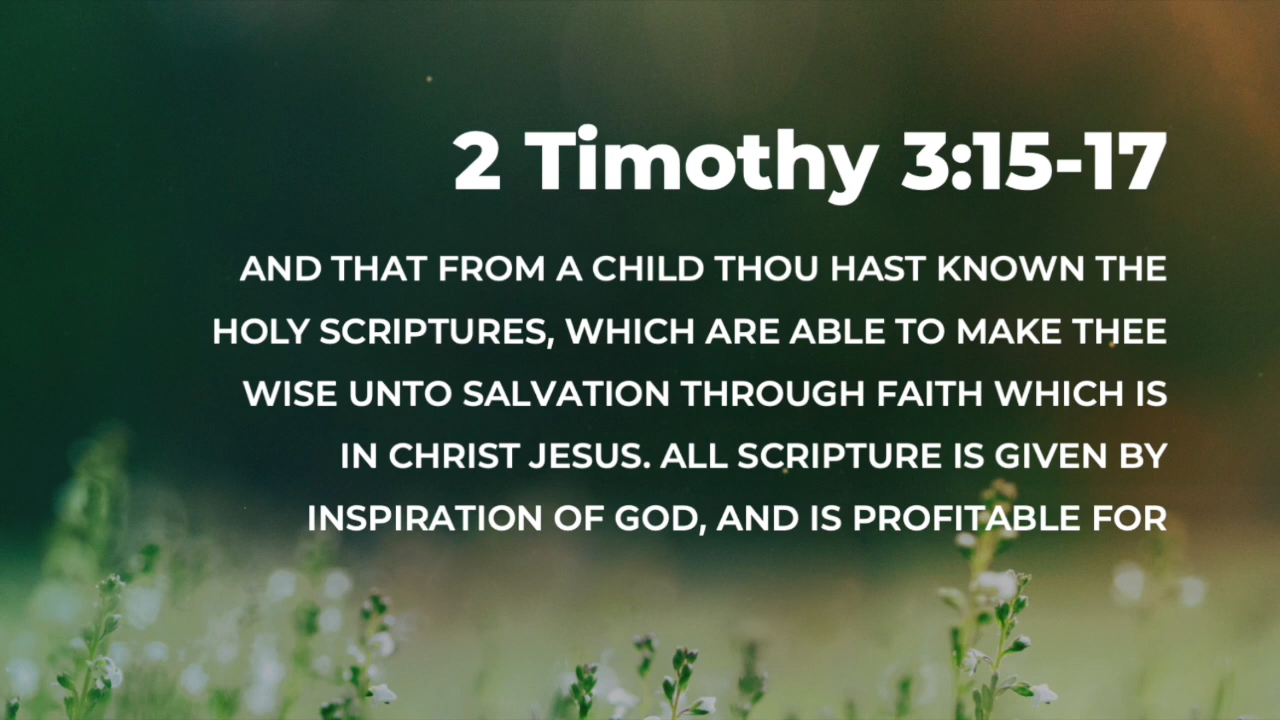 2 Timothy 3:15-17
AND THAT FROM A CHILD THOU HAST KNOWN THE
HOLY SCRIPTURES, WHICH ARE ABLE TO MAKE THEE
WISE UNTO SALVATION THROUGH FAITH WHICH IS
IN CHRIST JESUS. ALL SCRIPTURE IS GIVEN BY
INSPIRATION OF GOD, AND IS PROFITABLE FOR